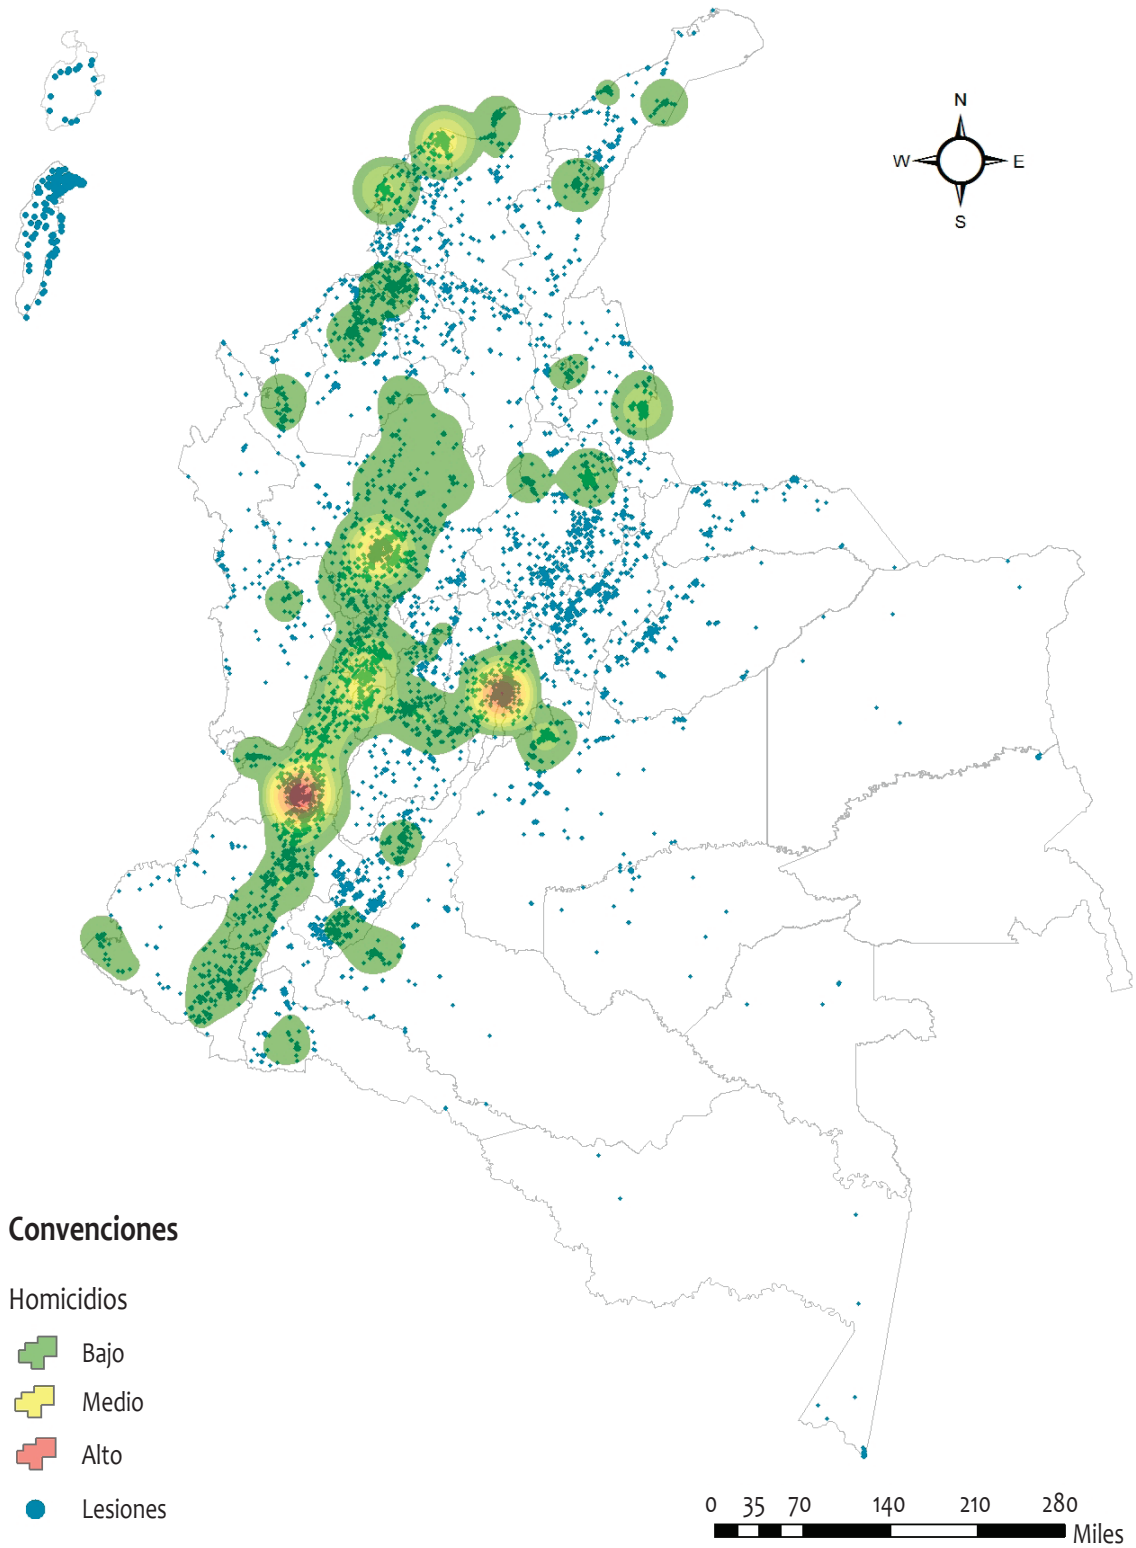 N
W E
S
Convenciones
Homicidios
Bajo
Medio
Alto
Lesiones
0 35 70 140 210 280
Miles